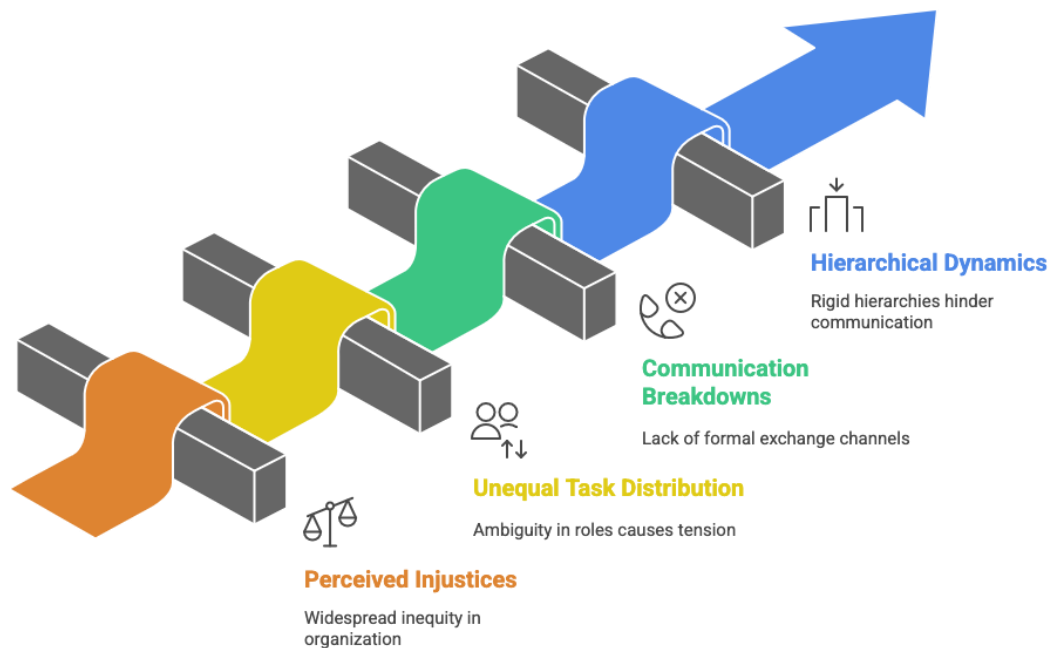 Hierarchical Dynamics
Rigid hierarchies hinder
communication
Communication
Breakdowns
Lack of formal exchange channels
Unequal Task Distribution
Ambiguity in roles causes tension
Perceived Injustices
Widespread inequity in
organization